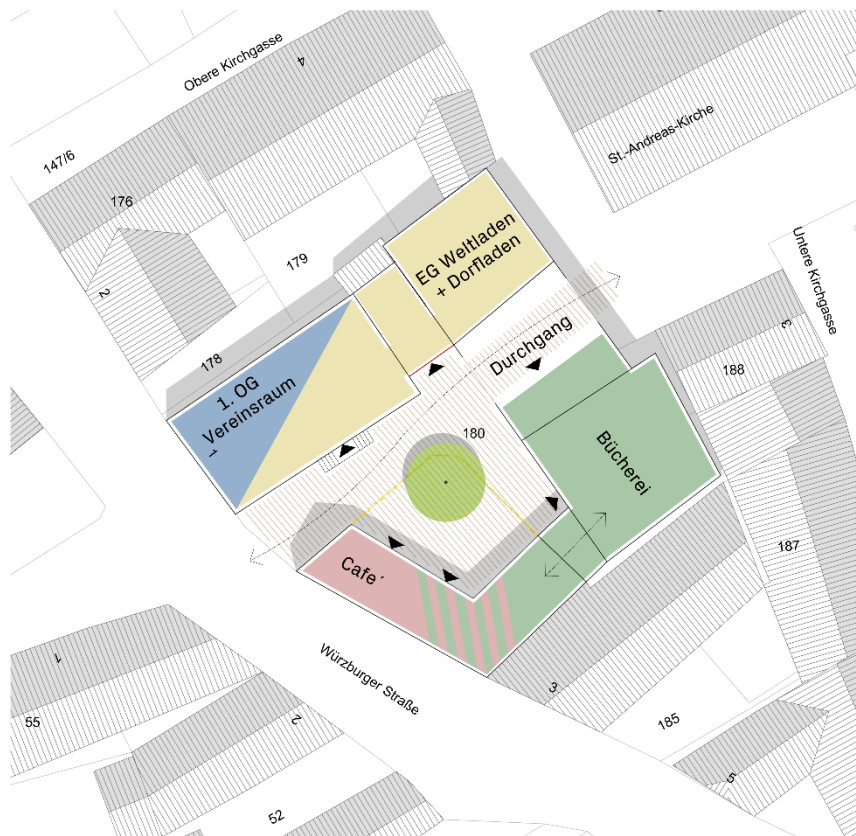 Obere Kirchgasse
4
147/6
St.-Andreas-Kirche
176
EG Weltladen
+ Dorfladen
179
2
Untere Kirchgasse
3
Durchgang
178
188
1. OG
Vereinsraum
1
180
Bücherei
187
Cafe´
Würzburger Straße
1
3
55
2
185
5
52